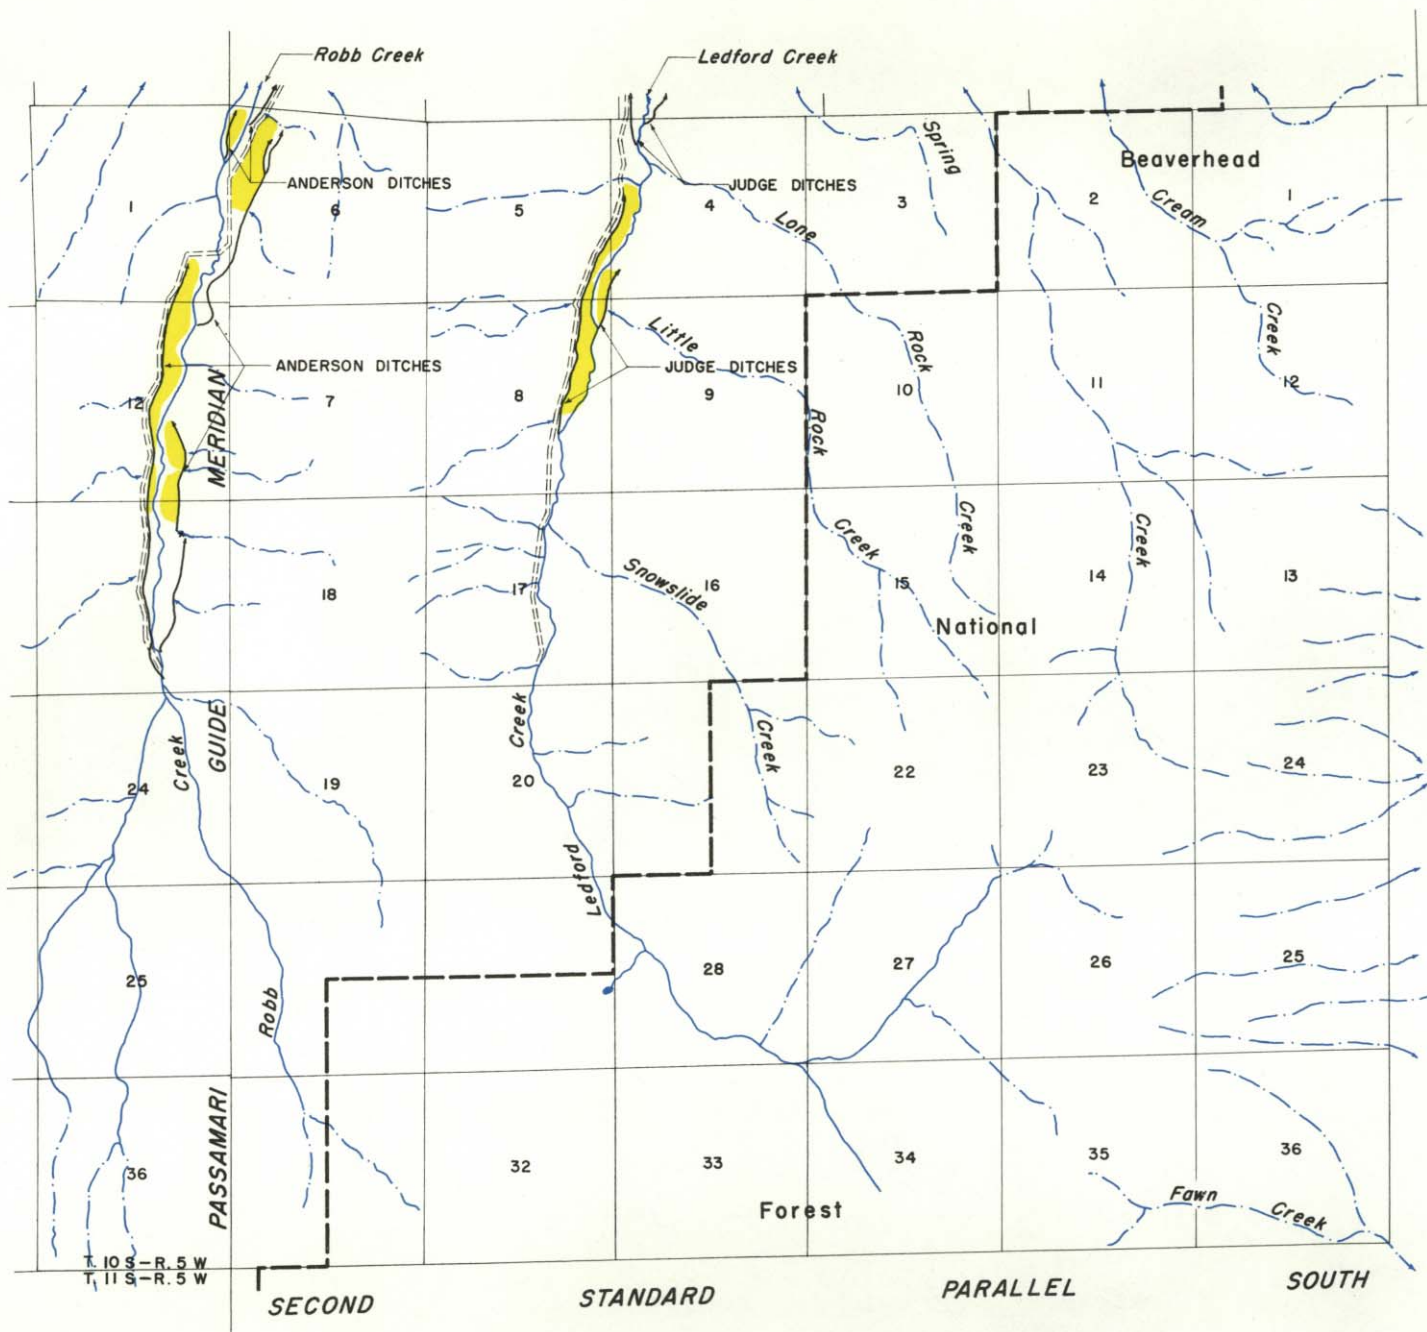 Robb Creek
Ledford Creek
Spring
Beaverhead
ANDERSON DITCHES
JUDGE DITCHES
1
6
5
4
3
2
1
Lone
Cream
ANDERSON DITCHES
MERIDIAN
Little
JUDGE DITCHES
Rock
Creek
12
7
8
9
Rock
10
11
12
18
17
Snowslide
16
Creek
15
Creek
14
Creek
13
National
Creek
GUIDE
Creek
Creek
24
19
20
22
23
24
Ledford
25
Robb
28
27
26
25
PASSAMARI
36
32
33
34
35
36
Forest
Fawn
Creek
T. 10 S–R. 5 W
T. 11 S–R. 5 W
SECOND STANDARD PARALLEL SOUTH